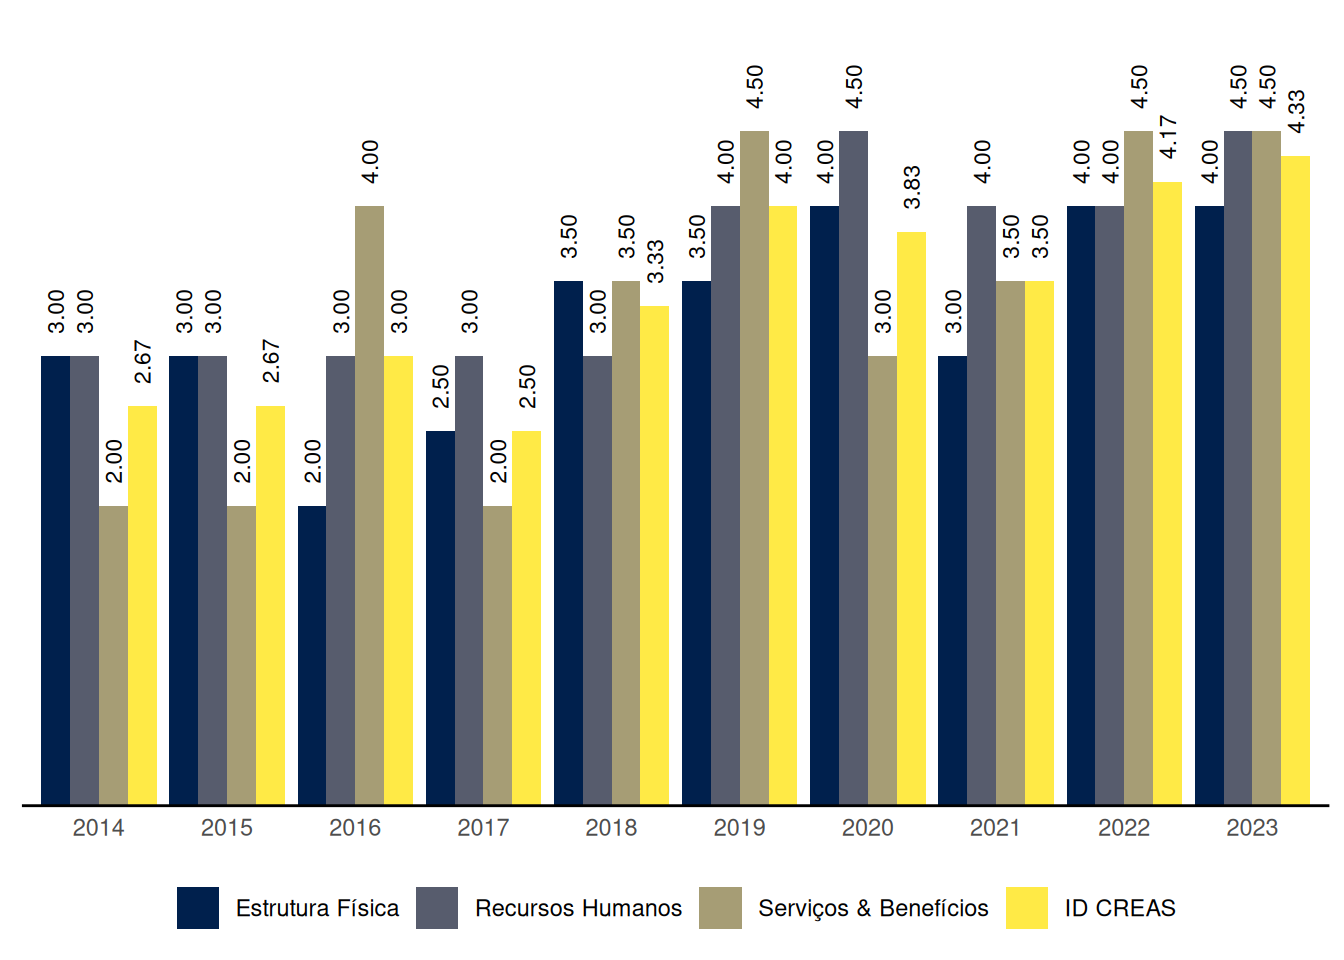 3.00 3.00 2.00 2.67 3.00 3.00 2.00 2.67 2.00 3.00 4.00 3.00 2.50 3.00 2.00 2.50 3.50 3.00 3.50 3.33 3.50 4.00 4.50 4.00 4.00 4.50 3.00 3.83 3.00 4.00 3.50 3.50 4.00 4.00 4.50 4.17 4.00 4.50 4.50 4.33
2014 2015 2016 2017 2018 2019 2020 2021 2022 2023
Estrutura Física Recursos Humanos Serviços & Benefícios ID CREAS